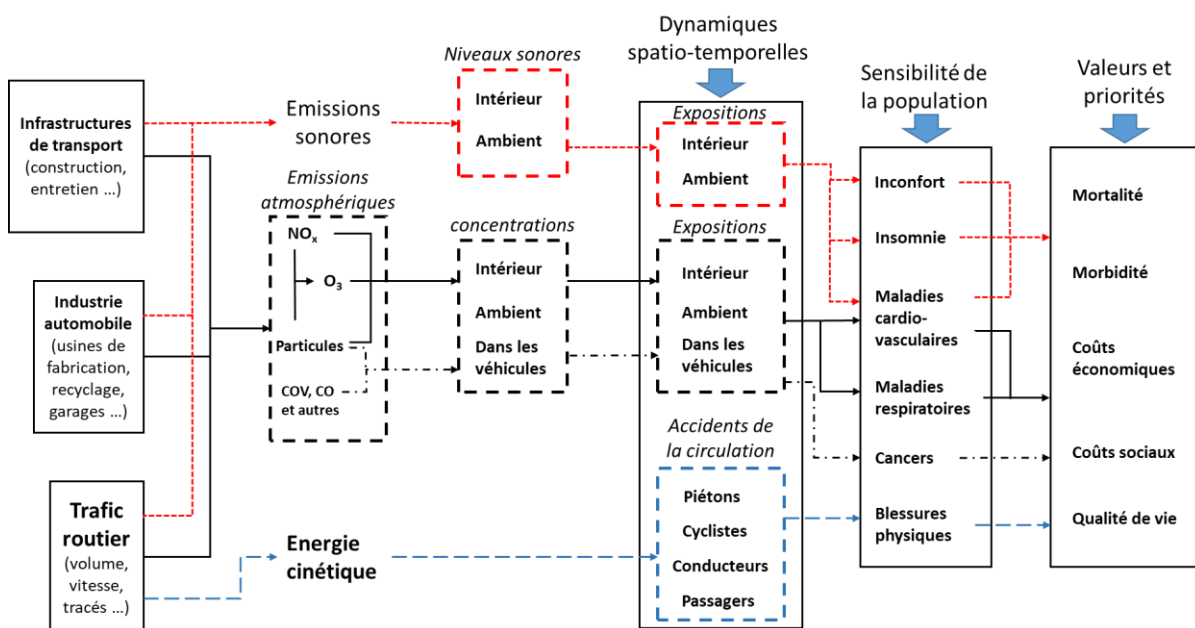 Infrastructures
de transport
(construction,
entretien ...)
Industrie
automobile
(usines de
fabrication,
recyclage,
garages ...)
Trafic
routier
(volume,
vitesse,
tracés ...)
Emissions
sonores
Emissions
atmosphériques
NOx
O3
Particules
COV, CO
et autres
Energie
cinétique
Niveaux sonores
Intérieur
Ambient
concentrations
Intérieur
Ambient
Dans les
véhicules
Dynamiques
spatio-temporelles
Expositions
Intérieur
Ambient
Expositions
Intérieur
Ambient
Dans les
véhicules
Accidents de
la circulation
Piétons
Cyclistes
Conducteurs
Passagers
Sensibilité de
la population
Inconfort
Insomnie
Maladies
cardio-
vasculaires
Maladies
respiratoires
Cancers
Blessures
physiques
Valeurs et
priorités
Mortalité
Morbidité
Coûts
économiques
Coûts sociaux
Qualité de vie